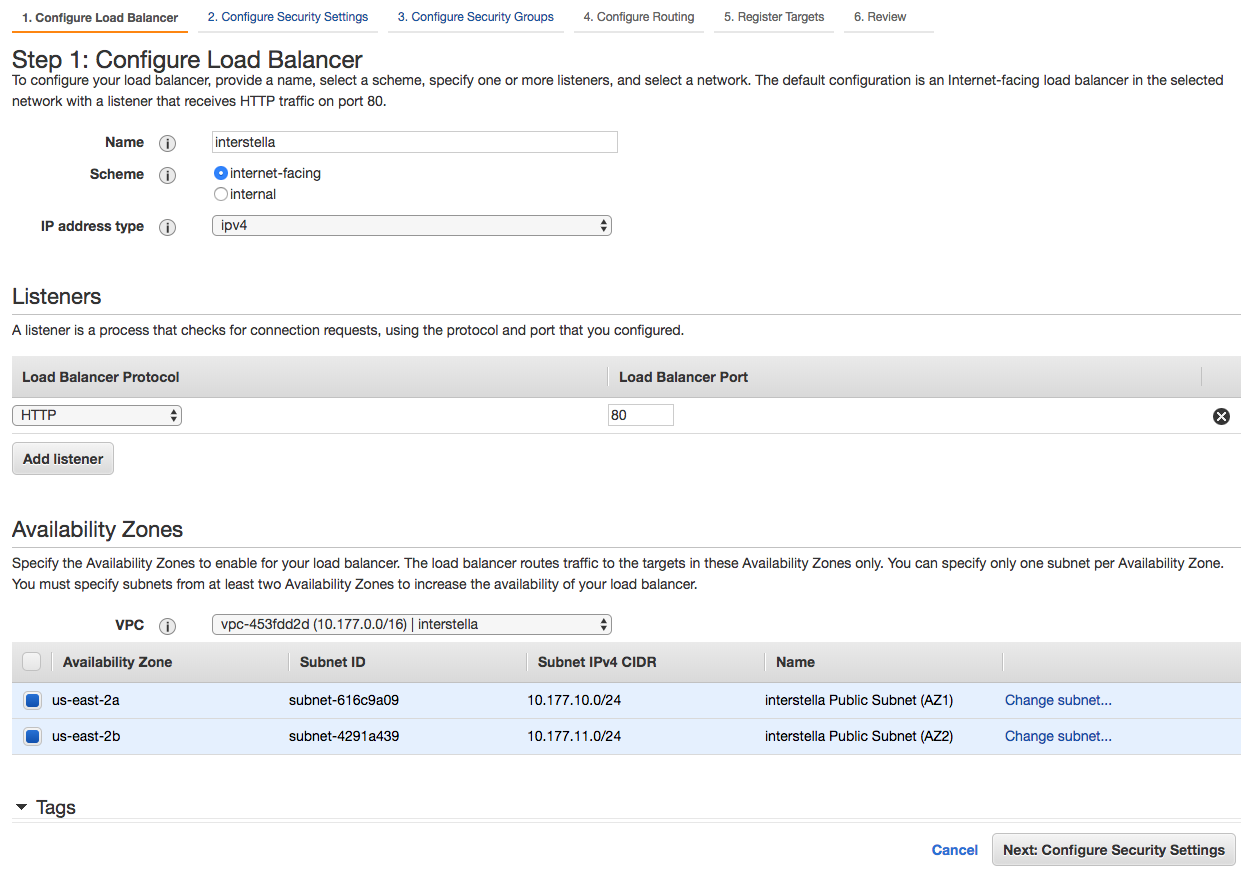 1. Configure Load Balancer 2. Configure Security Settings 3. Configure Security Groups 4. Configure Routing 5. Register Targets 6. Review
Step 1: Configure Load Balancer
To configure your load balancer, provide a name, select a scheme, specify one or more listeners, and select a network. The default configuration is an Internet-facing load balancer in the selected
network with a listener that receives HTTP traffic on port 80.
Name i interstella
Scheme i internet-facing
internal
IP address type i ipv4
Listeners
A listener is a process that checks for connection requests, using the protocol and port that you configured.
Load Balancer Protocol Load Balancer Port
HTTP 80
Add listener
Availability Zones
Specify the Availability Zones to enable for your load balancer. The load balancer routes traffic to the targets in these Availability Zones only. You can specify only one subnet per Availability Zone.
You must specify subnets from at least two Availability Zones to increase the availability of your load balancer.
VPC i vpc-453fdd2d (10.177.0.0/16) | interstella
Availability Zone Subnet ID Subnet IPv4 CIDR Name
us-east-2a subnet-616c9a09 10.177.10.0/24 interstella Public Subnet (AZ1) Change subnet...
us-east-2b subnet-4291a439 10.177.11.0/24 interstella Public Subnet (AZ2) Change subnet...
Tags
Cancel Next: Configure Security Settings